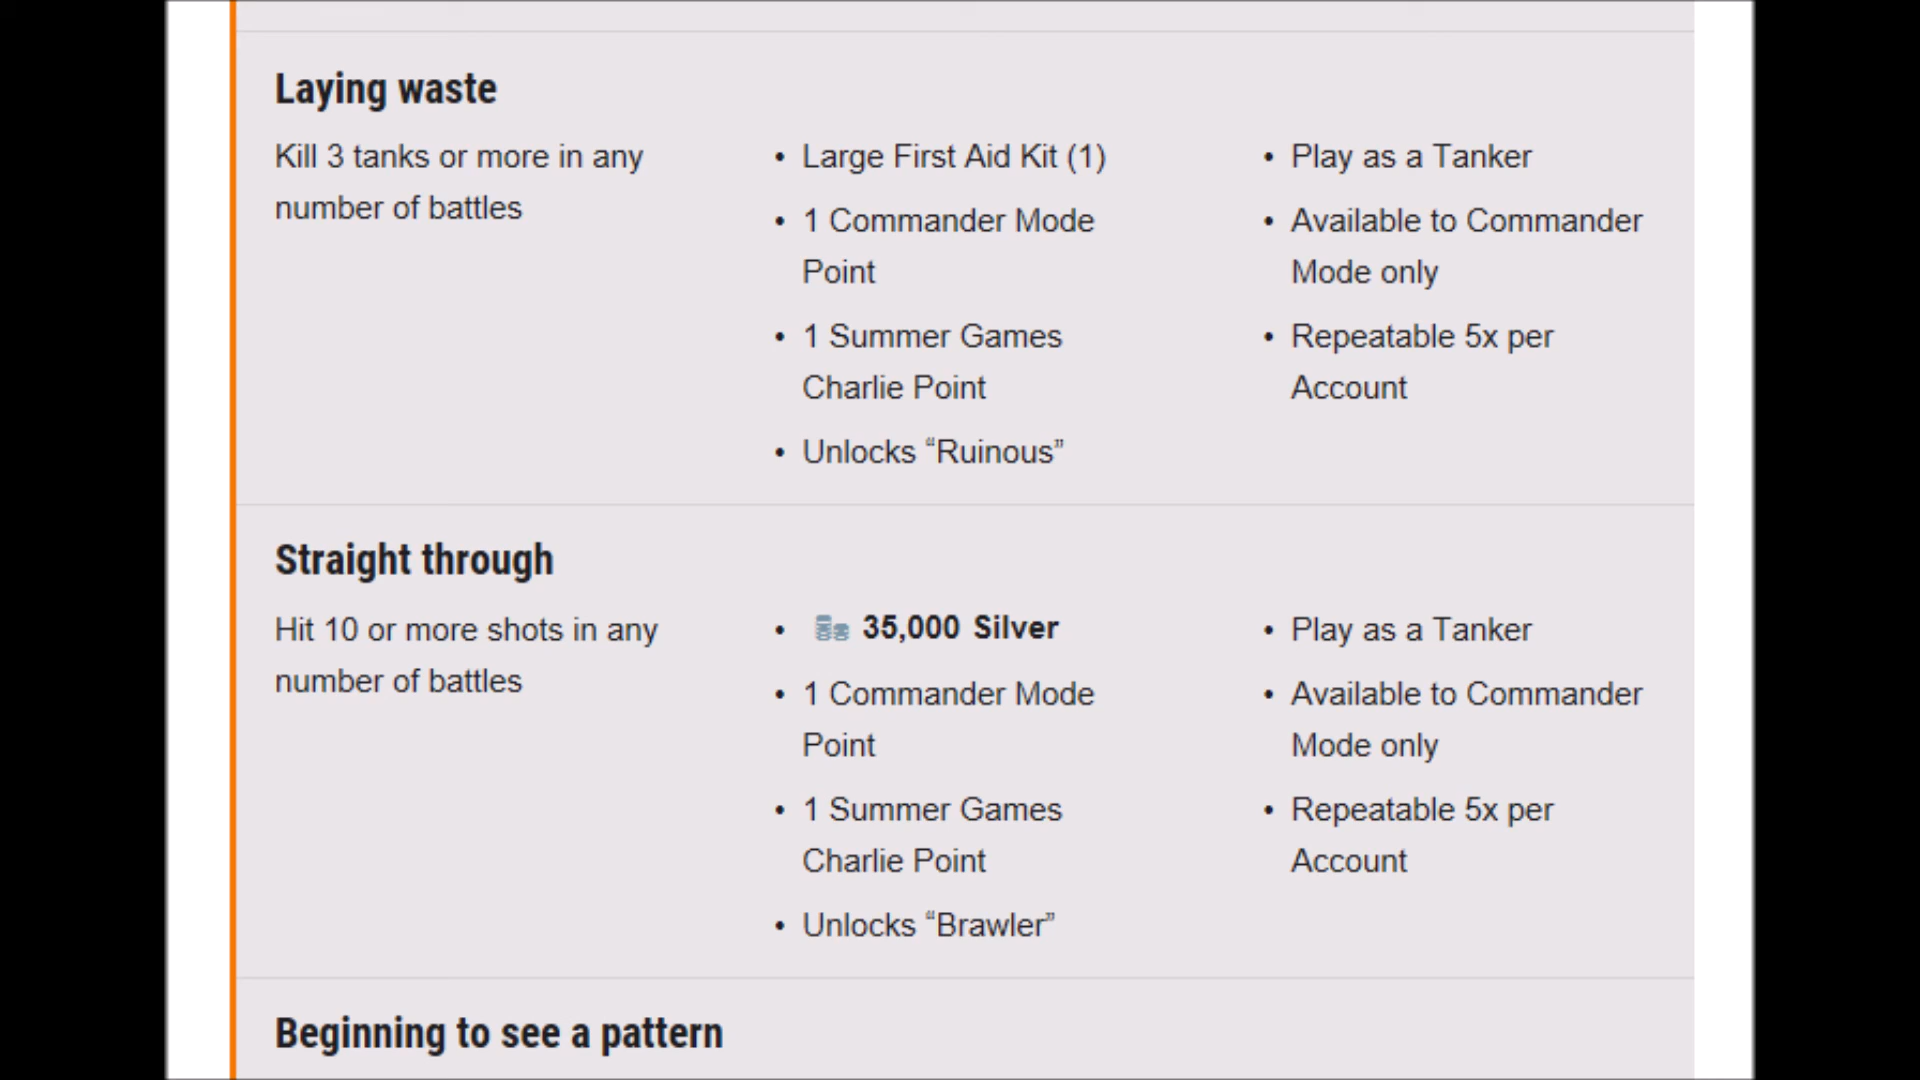 Laying waste
Kill 3 tanks or more in any
number of battles
• Large First Aid Kit (1)
• 1 Commander Mode
Point
• 1 Summer Games
Charlie Point
• Unlocks “Ruinous”
• Play as a Tanker
• Available to Commander
Mode only
• Repeatable 5x per
Account
Straight through
Hit 10 or more shots in any
number of battles
• 35,000 Silver
• 1 Commander Mode
Point
• 1 Summer Games
Charlie Point
• Unlocks “Brawler”
• Play as a Tanker
• Available to Commander
Mode only
• Repeatable 5x per
Account
Beginning to see a pattern